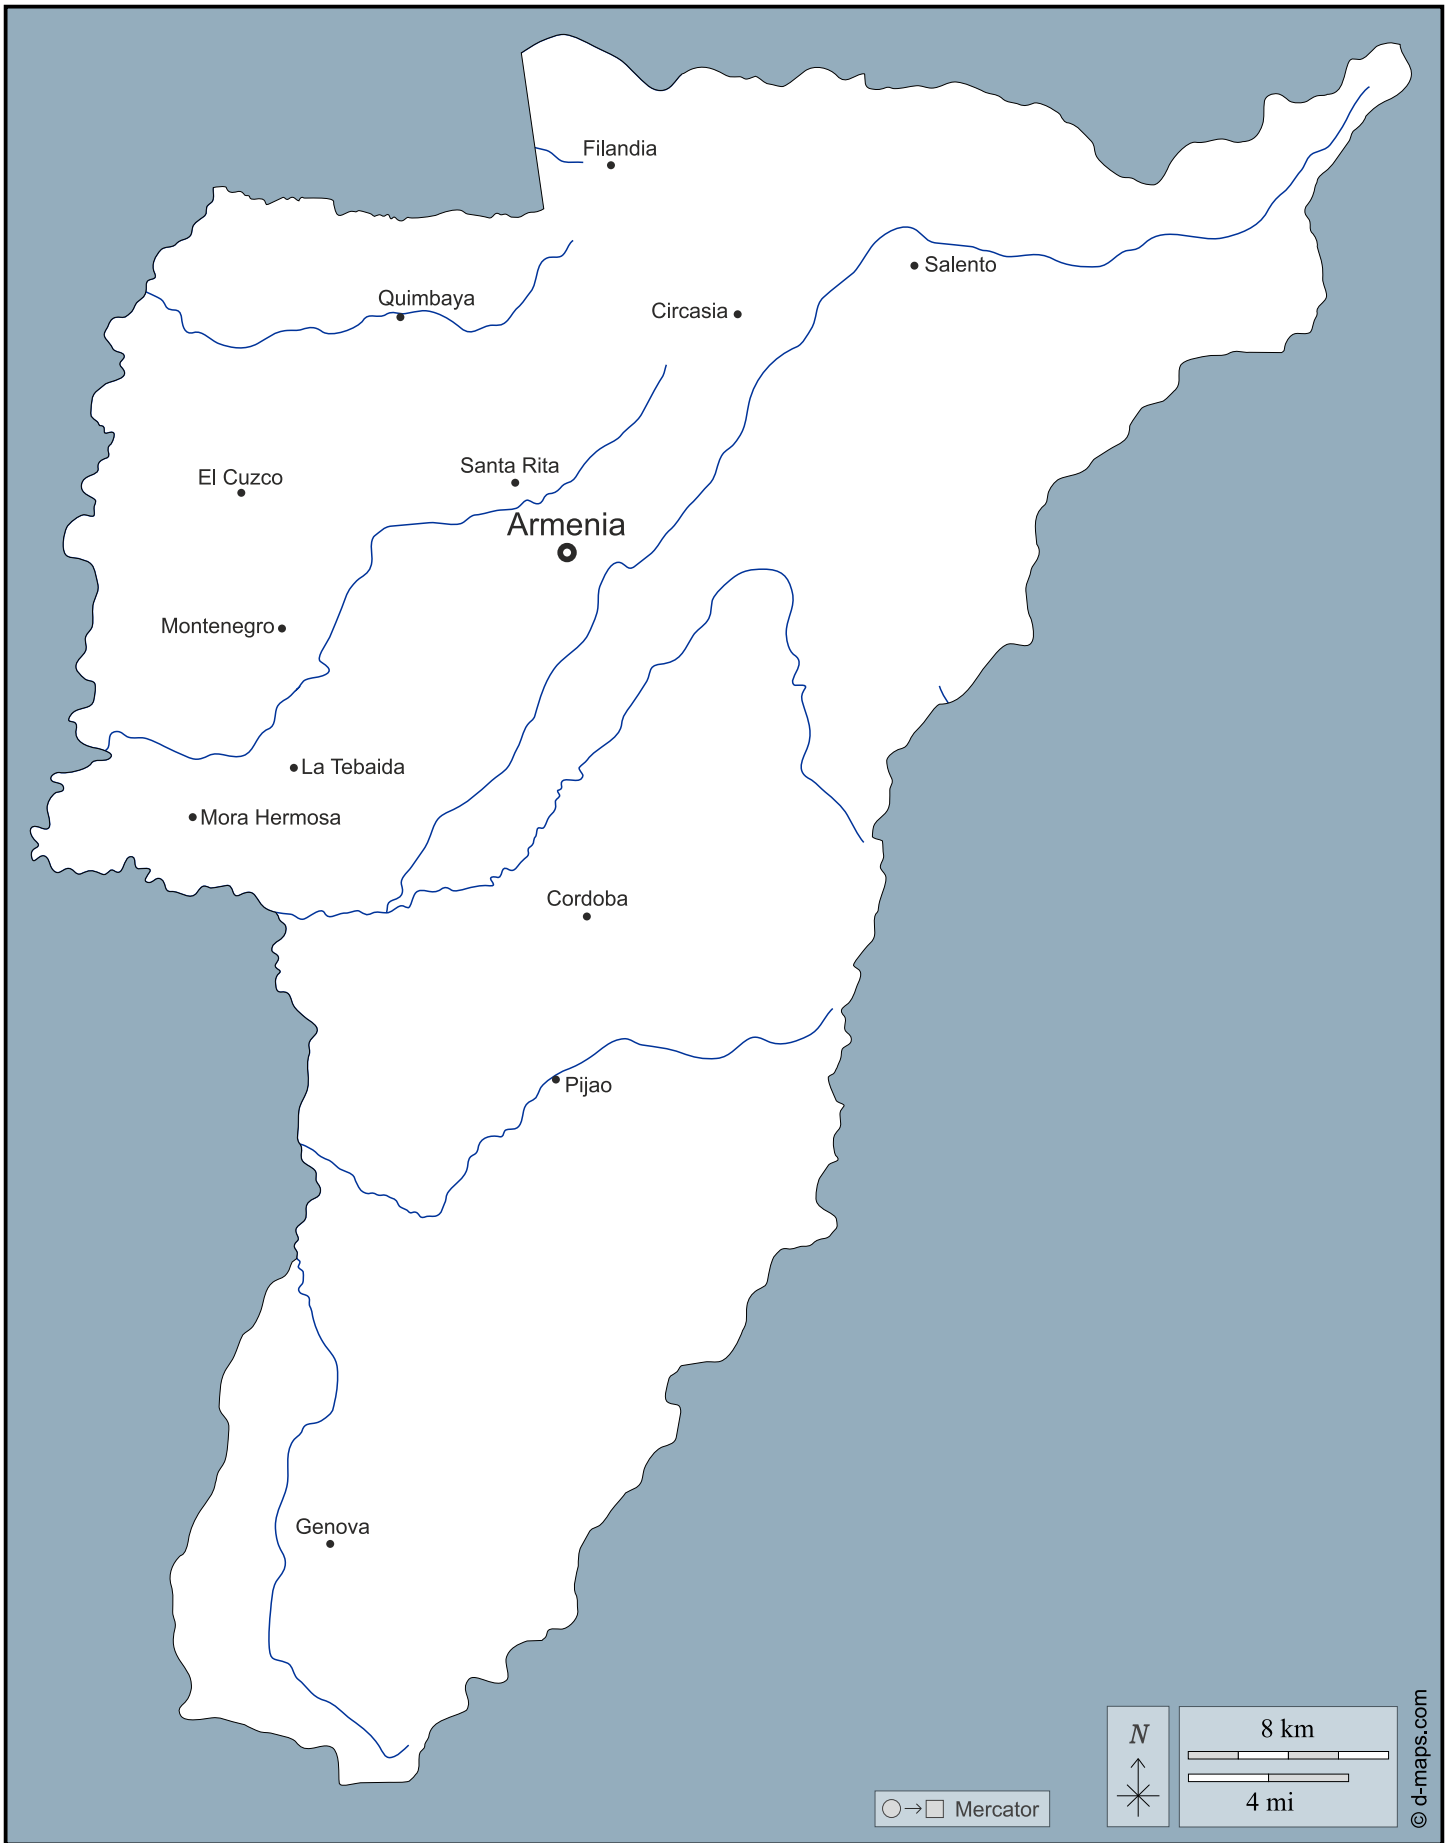 Filandia
Salento
Quimbaya
Circasia
Santa Rita
El Cuzco
Armenia
Montenegro
La Tebaida
Mora Hermosa
Cordoba
Pijao
Genova
N
8 km
4 mi
Mercator
© d-maps.com